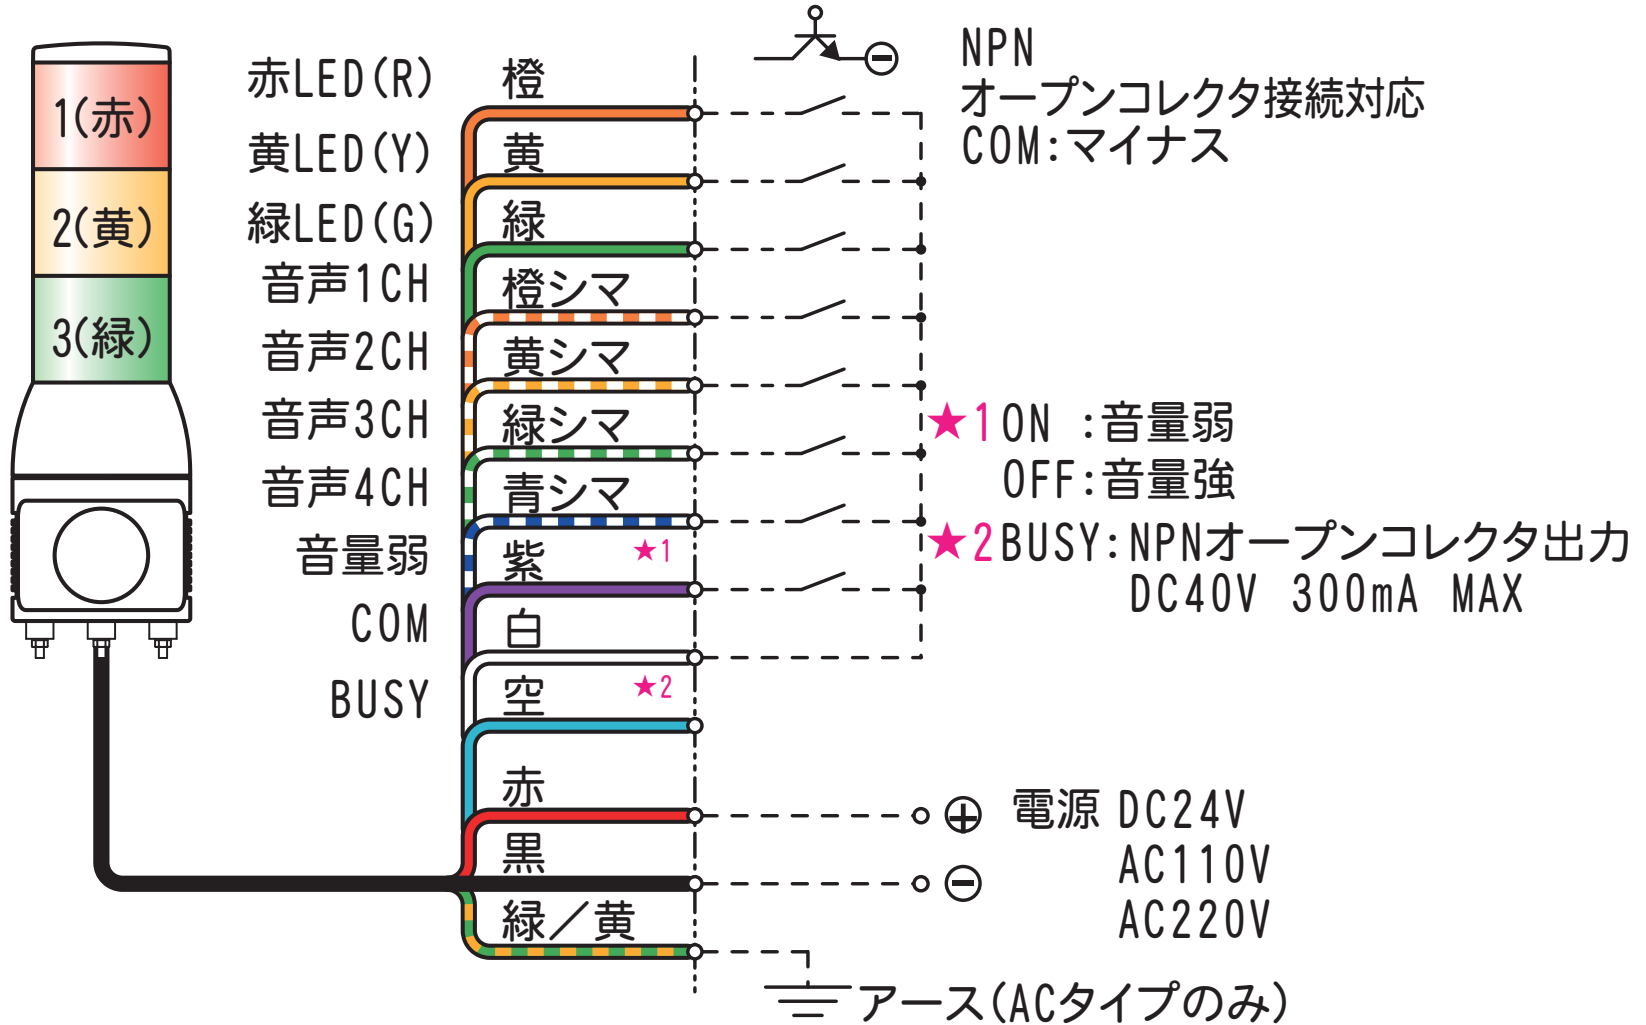 1(赤)
2(黄)
3(緑)
赤LED(R) 橙
黄LED(Y) 黄
緑LED(G) 緑
音声1CH 橙シマ
音声2CH 黄シマ
音声3CH 緑シマ
音声4CH 青シマ
音量弱 紫 ★1
COM 白
BUSY 空 ★2
赤
黒
緑／黄
NPN
オープンコレクタ接続対応
COM:マイナス
★1ON :音量弱
OFF:音量強
★2BUSY:NPNオープンコレクタ出力
DC40V 300mA MAX
⊕ 電源 DC24V
⊖ AC110V
AC220V
アース(ACタイプのみ)